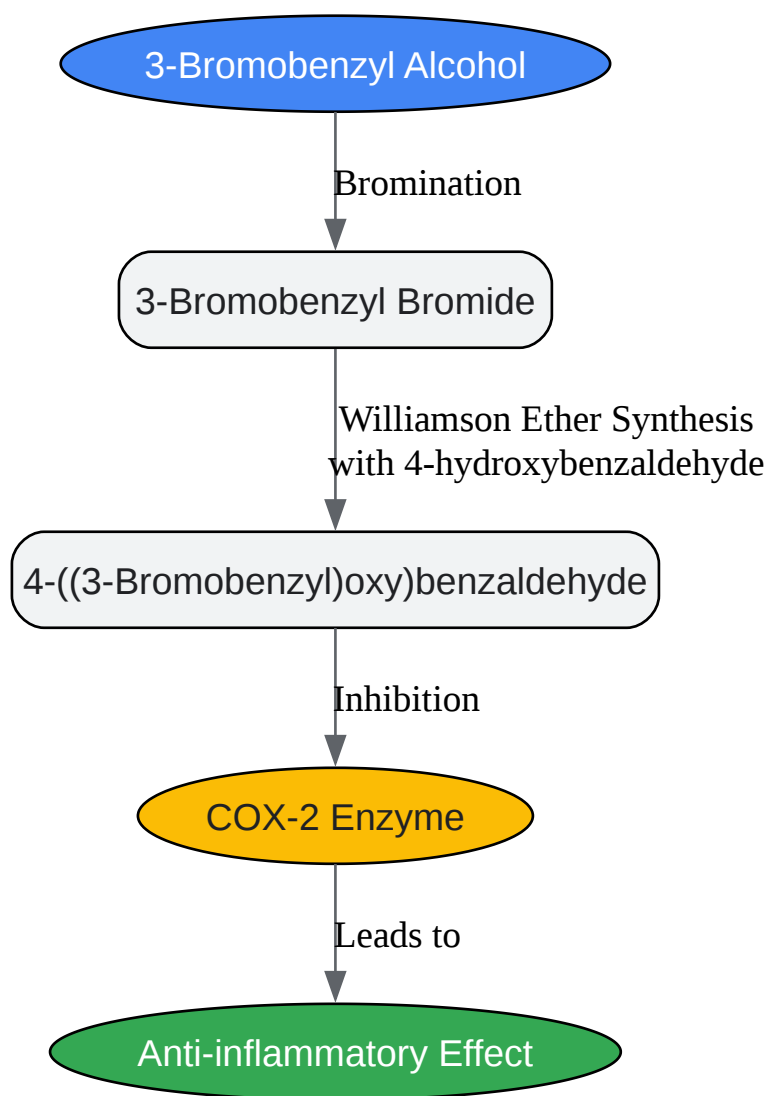 3-Bromobenzyl Alcohol
Bromination
3-Bromobenzyl Bromide
Williamson Ether Synthesis
with 4-hydroxybenzaldehyde
4-((3-Bromobenzyl)oxy)benzaldehyde
Inhibition
COX-2 Enzyme
Leads to
Anti-inflammatory Effect